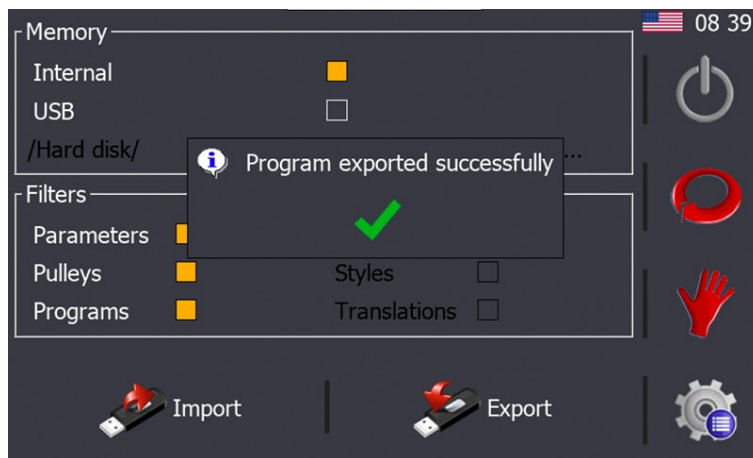 Memory
08 39
Internal
USB
/Hard disk/
...
Program exported successfully
Filters
Parameters
Pulleys
Styles
Programs
Translations
Import
Export